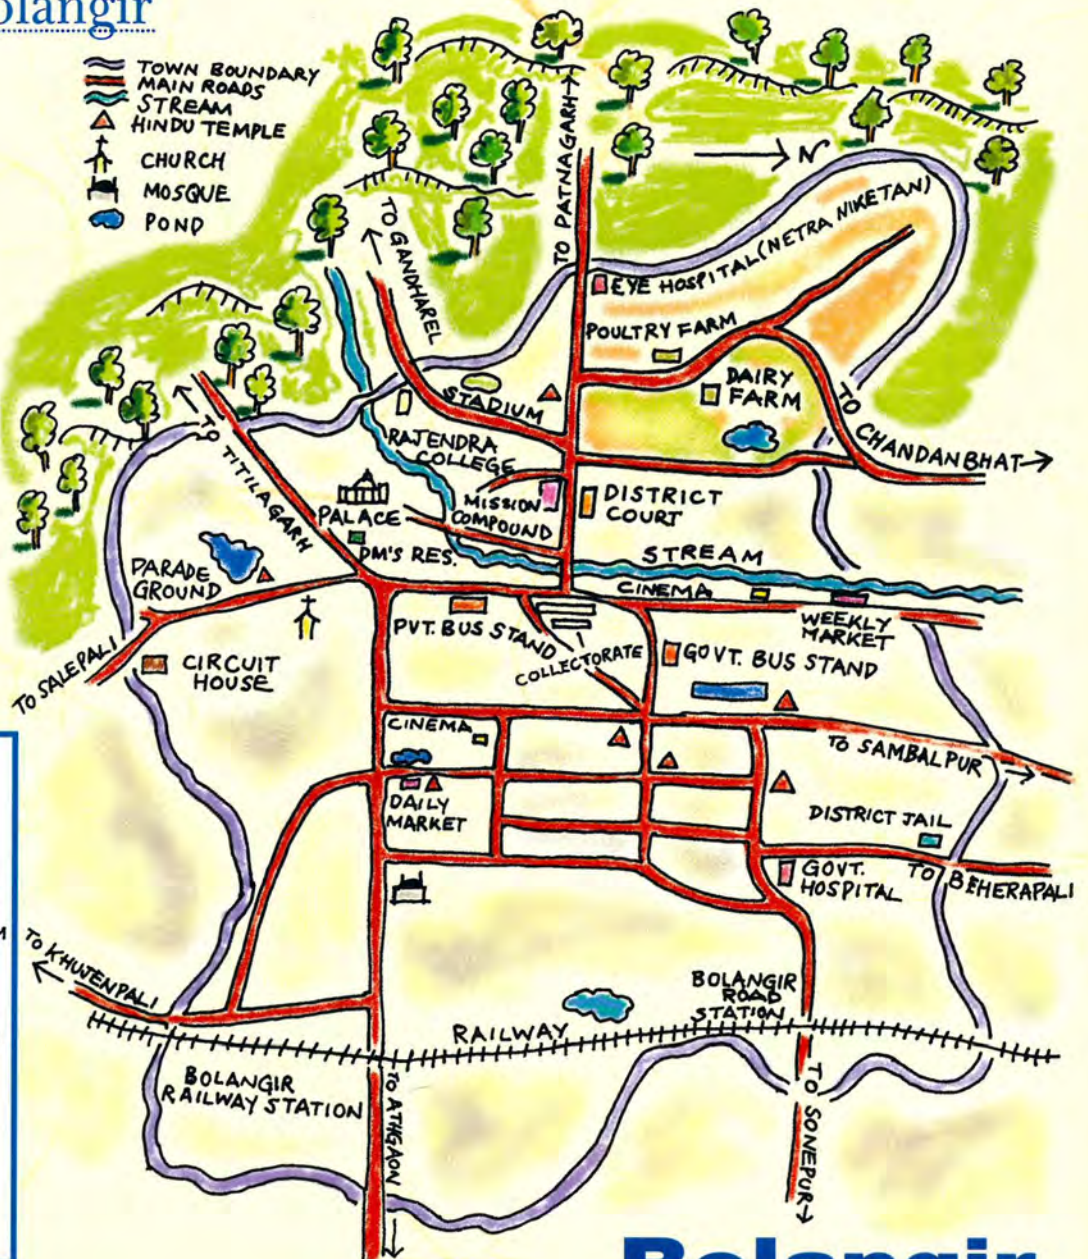 TOWN BOUNDARY
MAIN ROADS
STREAM
HINDU TEMPLE
CHURCH
MOSQUE
POND
N
TO PATNAGARH
TO GANDHAREL
EYE HOSPITAL (NETRA NIKETAN)
POULTRY FARM
DAIRY
FARM
STADIUM
TO
CHANDANBHAT
TO TITILAGARH
RAJENDRA
COLLEGE
MISSION
COMPOUND
DISTRICT
COURT
PALACE
DM'S RES.
STREAM
PARADE
GROUND
CINEMA
WEEKLY
MARKET
PVT. BUS STAND
COLLECTORATE
GOVT. BUS STAND
TO SALEPALI
CIRCUIT
HOUSE
CINEMA
TO SAMBALPUR
DAILY
MARKET
DISTRICT JAIL
GOVT.
HOSPITAL
TO BEHERAPALI
TO KHUJENPALI
BOLANGIR
ROAD
STATION
RAILWAY
BOLANGIR
RAILWAY STATION
TO ATHGAON
TO SONEPUR